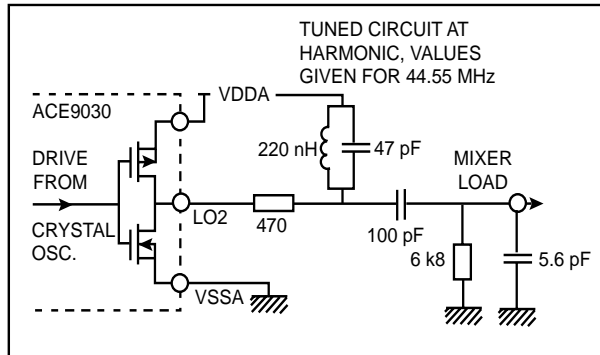 TUNED CIRCUIT AT
HARMONIC, VALUES
GIVEN FOR 44.55 MHz
VDDA
ACE9030
220 nH
47 pF
DRIVE
FROM
MIXER
LOAD
LO2
470
100 pF
CRYSTAL
OSC.
6 k8
5.6 pF
VSSA